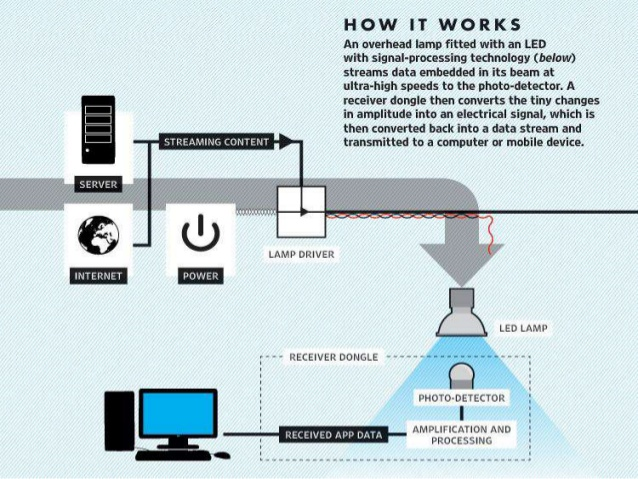 HOW IT WORKS
An overhead lamp fitted with an LED
with signal-processing technology (below)
streams data embedded in its beam at
ultra-high speeds to the photo-detector. A
receiver dongle then converts the tiny changes
in amplitude into an electrical signal, which is
then converted back into a data stream and
transmitted to a computer or mobile device.
STREAMING CONTENT
SERVER
INTERNET
POWER
LAMP DRIVER
LED LAMP
RECEIVER DONGLE
PHOTO-DETECTOR
RECEIVED APP DATA
AMPLIFICATION AND
PROCESSING